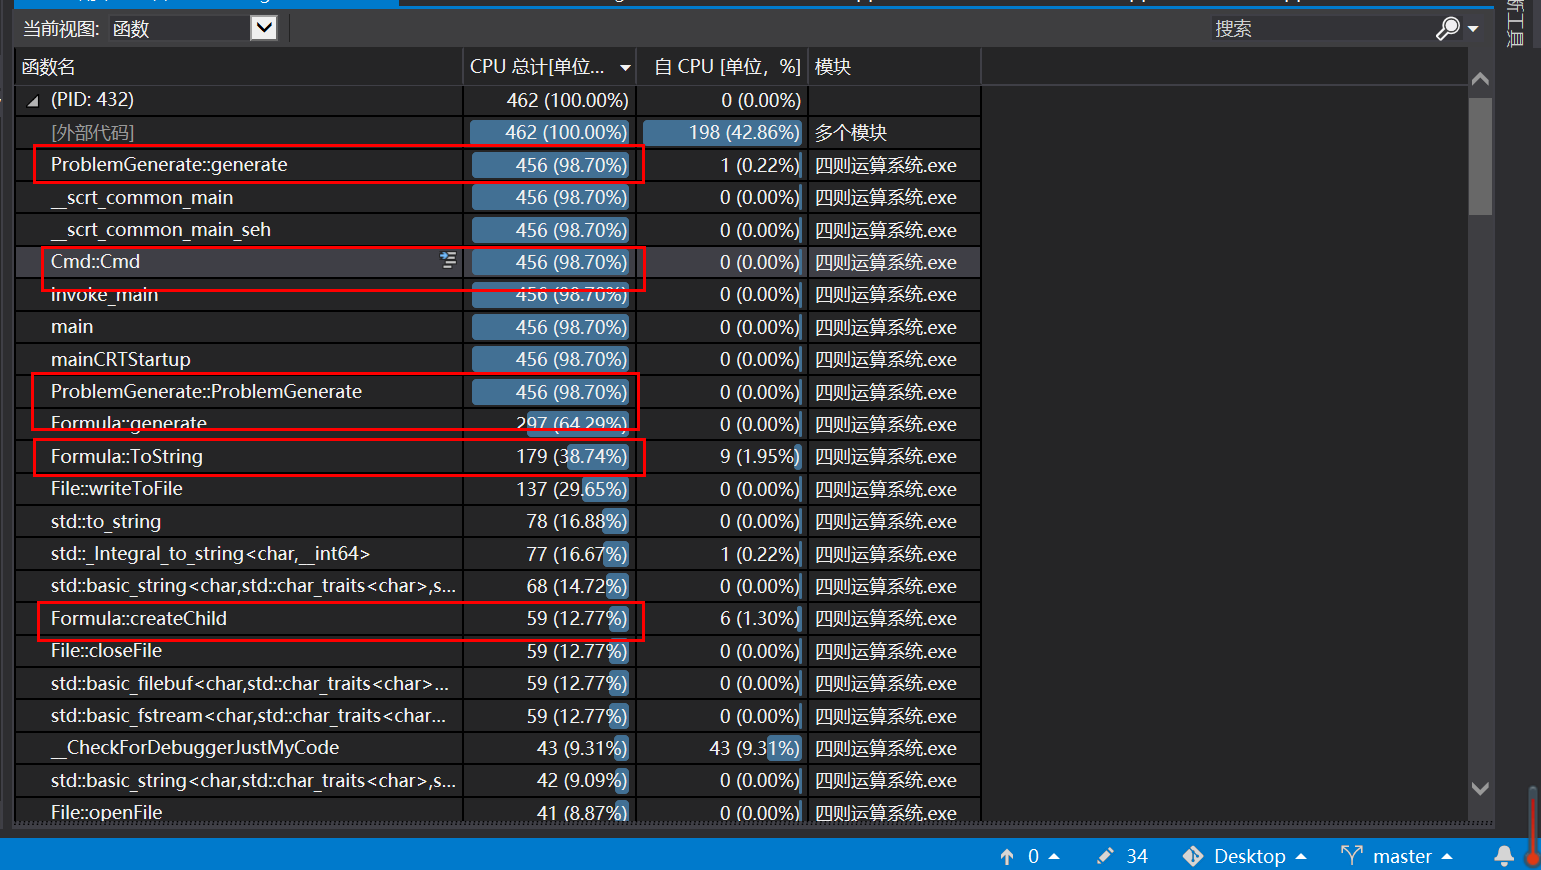 当前视图: 函数 搜索
函数名 CPU 总计[单位... 自 CPU [单位，%] 模块
(PID: 432) 462 (100.00%) 0 (0.00%)
[外部代码] 462 (100.00%) 198 (42.86%) 多个模块
ProblemGenerate::generate 456 (98.70%) 1 (0.22%) 四则运算系统.exe
__scrt_common_main 456 (98.70%) 0 (0.00%) 四则运算系统.exe
__scrt_common_main_seh 456 (98.70%) 0 (0.00%) 四则运算系统.exe
Cmd::Cmd 456 (98.70%) 0 (0.00%) 四则运算系统.exe
invoke_main 456 (98.70%) 0 (0.00%) 四则运算系统.exe
main 456 (98.70%) 0 (0.00%) 四则运算系统.exe
mainCRTStartup 456 (98.70%) 0 (0.00%) 四则运算系统.exe
ProblemGenerate::ProblemGenerate 456 (98.70%) 0 (0.00%) 四则运算系统.exe
Formula::generate 297 (64.29%) 0 (0.00%) 四则运算系统.exe
Formula::ToString 179 (38.74%) 9 (1.95%) 四则运算系统.exe
File::writeToFile 137 (29.65%) 0 (0.00%) 四则运算系统.exe
std::to_string 78 (16.88%) 0 (0.00%) 四则运算系统.exe
std::_Integral_to_string<char,__int64> 77 (16.67%) 1 (0.22%) 四则运算系统.exe
std::basic_string<char,std::char_traits<char>,s... 68 (14.72%) 0 (0.00%) 四则运算系统.exe
Formula::createChild 59 (12.77%) 6 (1.30%) 四则运算系统.exe
File::closeFile 59 (12.77%) 0 (0.00%) 四则运算系统.exe
std::basic_filebuf<char,std::char_traits<char>... 59 (12.77%) 0 (0.00%) 四则运算系统.exe
std::basic_fstream<char,std::char_traits<char... 59 (12.77%) 0 (0.00%) 四则运算系统.exe
__CheckForDebuggerJustMyCode 43 (9.31%) 43 (9.31%) 四则运算系统.exe
std::basic_string<char,std::char_traits<char>,s... 42 (9.09%) 0 (0.00%) 四则运算系统.exe
File::openFile 41 (8.87%) 0 (0.00%) 四则运算系统.exe
0 34 Desktop master
工具